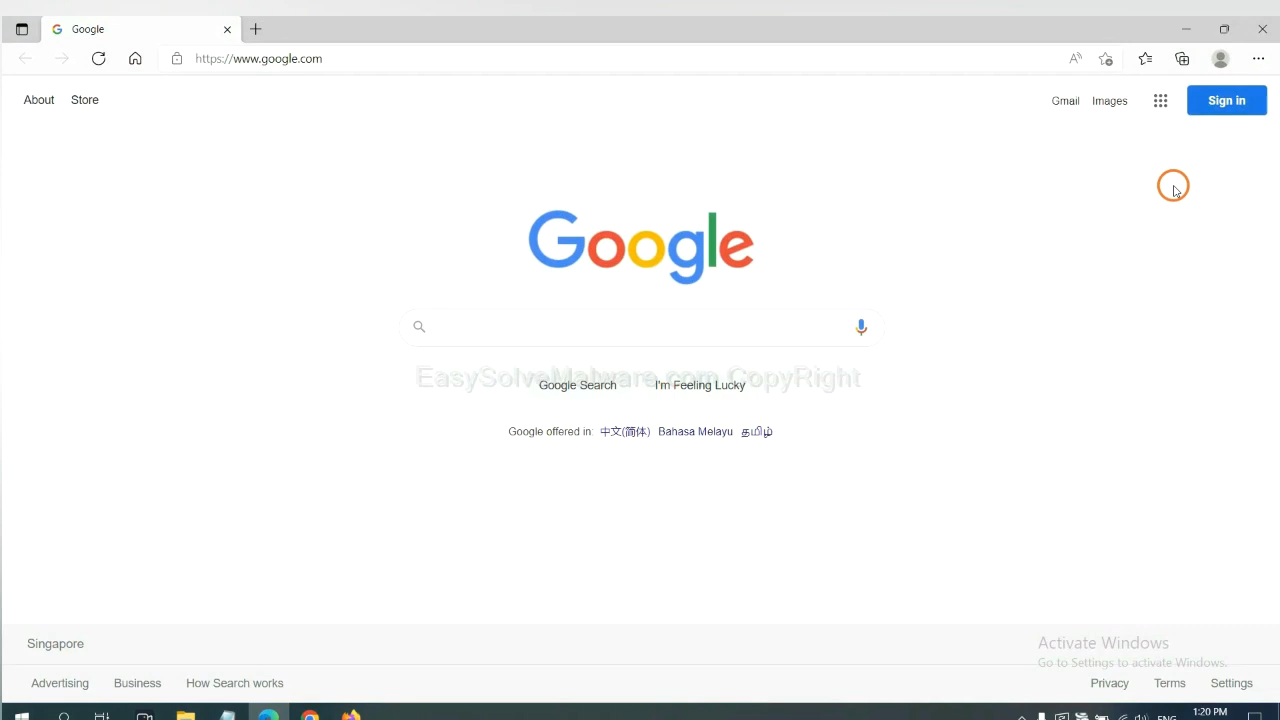 Google
https://www.google.com
About Store
Gmail Images Sign in
Google
EasySolveMalware.com CopyRight
Google Search I'm Feeling Lucky
Google offered in: 中文(简体) Bahasa Melayu தமிழ்
Singapore
Activate Windows
Go to Settings to activate Windows.
Advertising Business How Search works
Privacy Terms Settings
1:20 PM
ENG